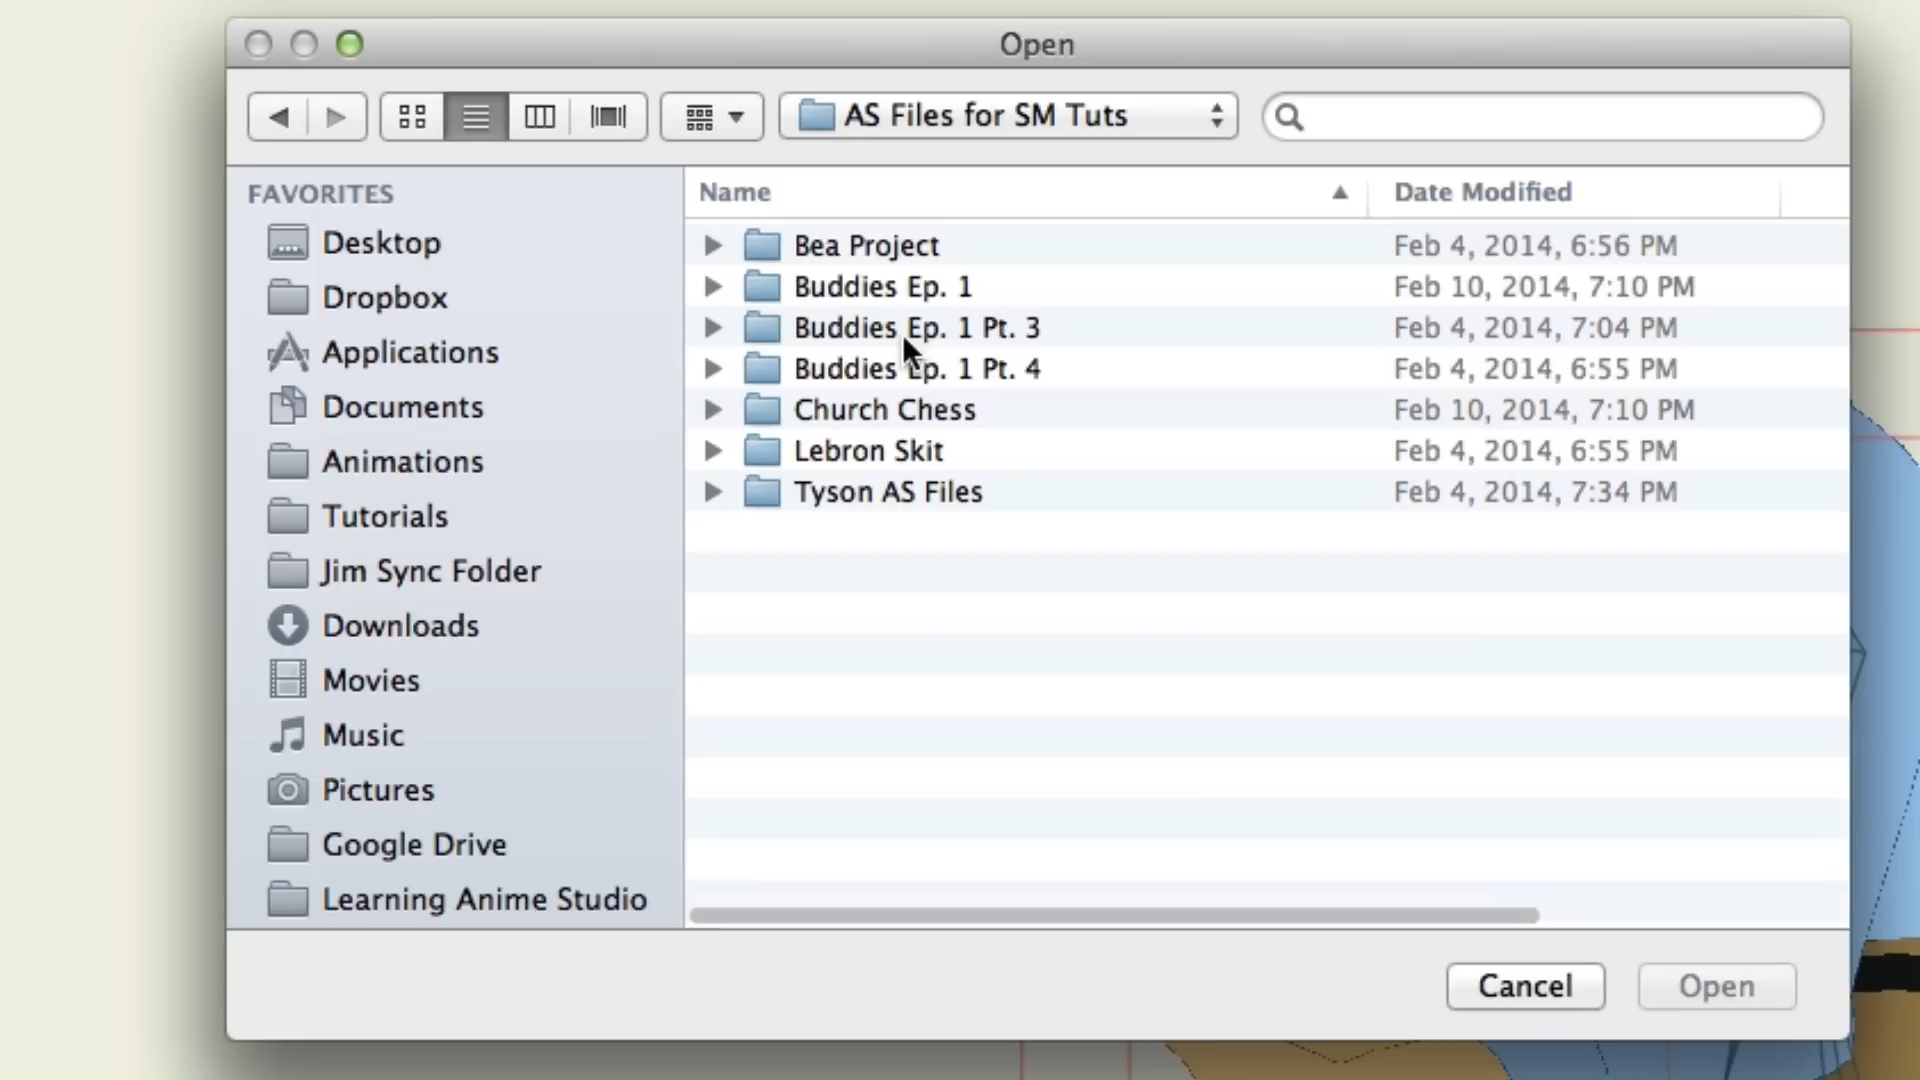 Open
AS Files for SM Tuts
FAVORITES
Desktop
Dropbox
Applications
Documents
Animations
Tutorials
Jim Sync Folder
Downloads
Movies
Music
Pictures
Google Drive
Learning Anime Studio
Name Date Modified
Bea Project Feb 4, 2014, 6:56 PM
Buddies Ep. 1 Feb 10, 2014, 7:10 PM
Buddies Ep. 1 Pt. 3 Feb 4, 2014, 7:04 PM
Buddies Ep. 1 Pt. 4 Feb 4, 2014, 6:55 PM
Church Chess Feb 10, 2014, 7:10 PM
Lebron Skit Feb 4, 2014, 6:55 PM
Tyson AS Files Feb 4, 2014, 7:34 PM
Cancel Open